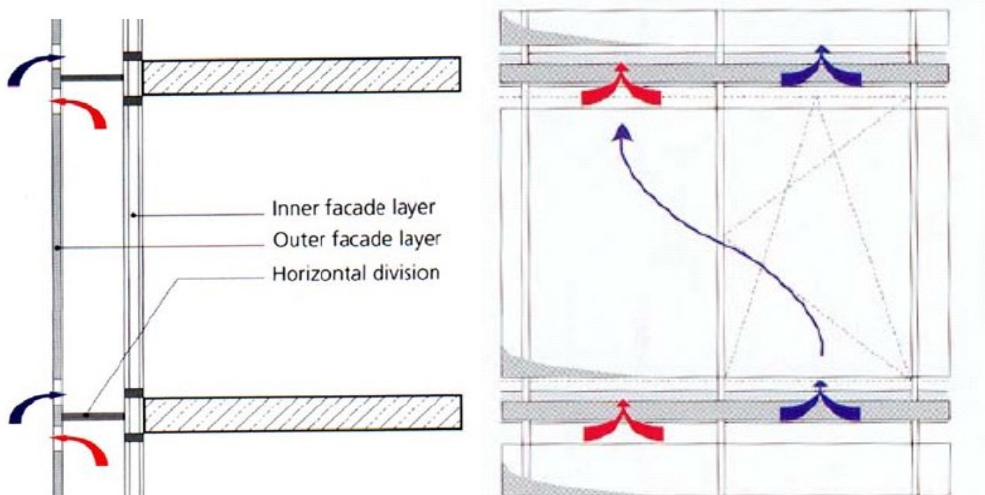 Inner facade layer
Outer facade layer
Horizontal division